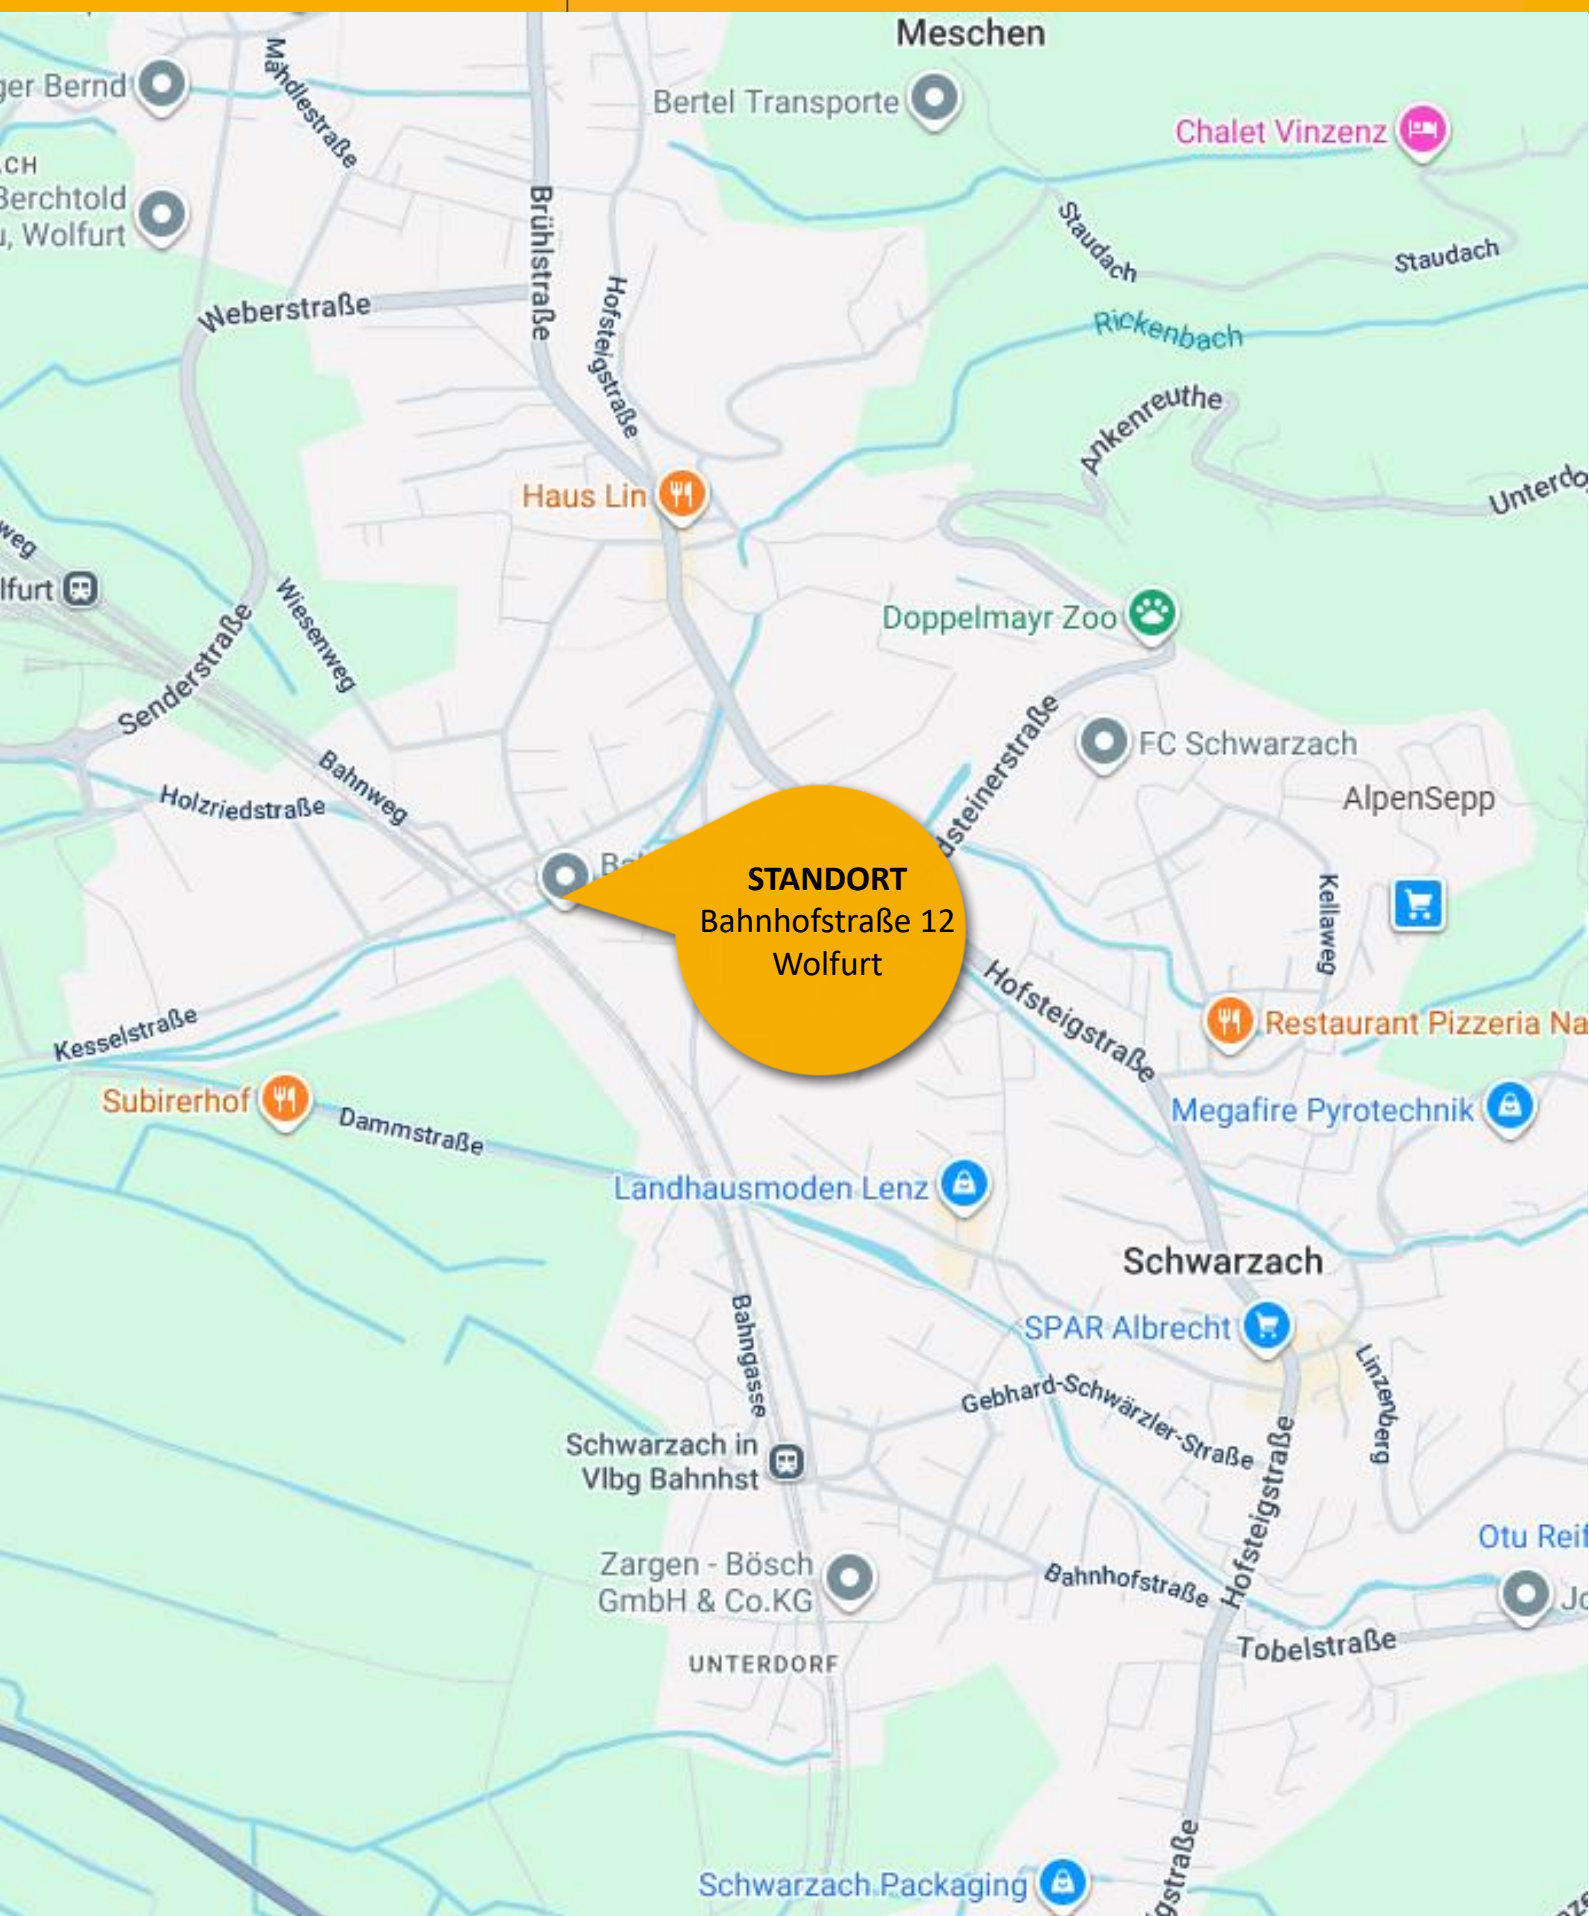 Meschen
Mähdlestraße
ger Bernd
Bertel Transporte
Chalet Vinzenz
ACH
Berchtold
u, Wolfurt
Brühlstraße
Staudach
Staudach
Hofsteigstraße
Weberstraße
Rickenbach
Ankenreuthe
Haus Lin
weg
lfurt
Wiesenweg
Doppelmayr Zoo
Senderstraße
FC Schwarzach
Bahnweg
Holzriedstraße
dsteinerstraße
AlpenSepp
STANDORT
Bahnhofstraße 12
Wolfurt
Kellaweg
Hofsteigstraße
Kesselstraße
Restaurant Pizzeria Na
Subirerhof
Dammstraße
Megafire Pyrotechnik
Landhausmoden Lenz
Schwarzach
Bahngasse
SPAR Albrecht
Linzenberg
Gebhard-Schwärzler-Straße
Schwarzach in
Vlbg Bahnhst
Hofsteigstraße
Otu Reif
Zargen - Bösch
GmbH & Co.KG
Bahnhofstraße
Jo
Tobelstraße
UNTERDORF
gstraße
Schwarzach Packaging